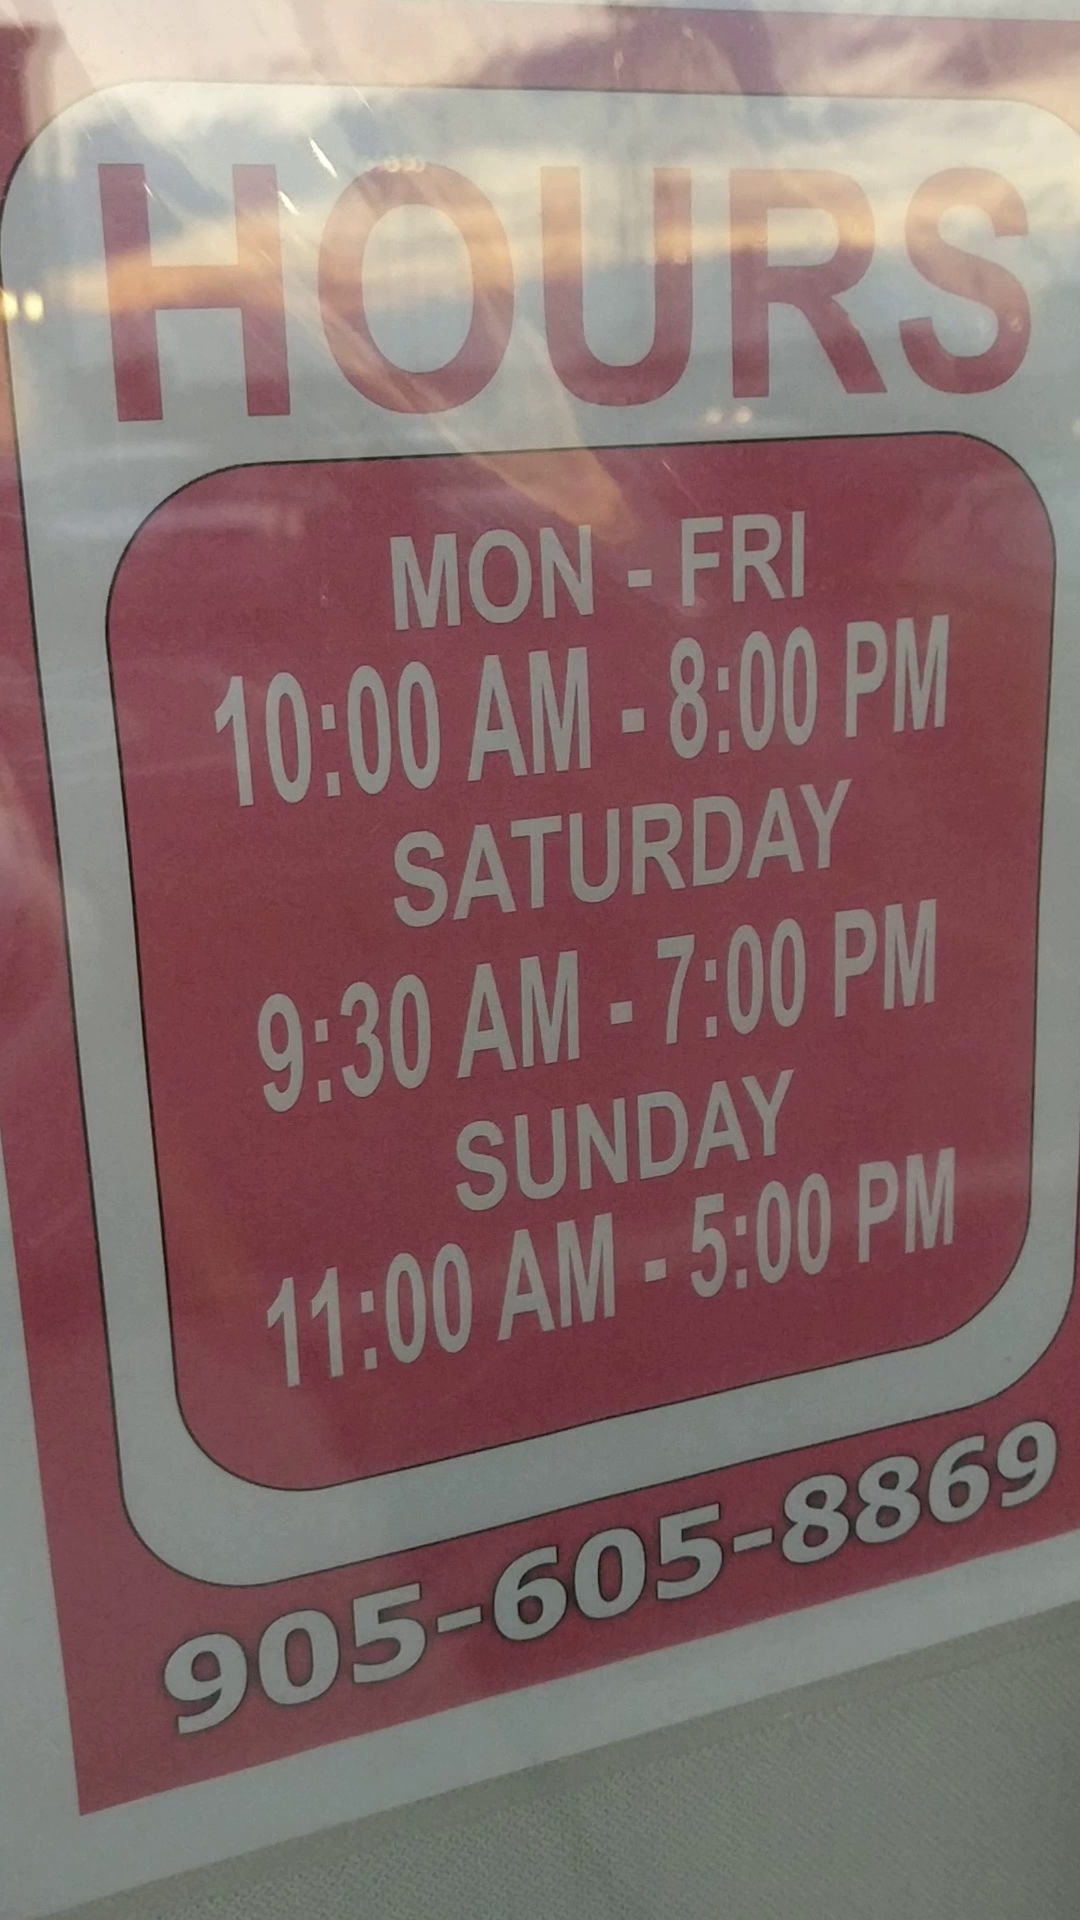 HOURS
MON - FRI
10:00 AM - 8:00 PM
SATURDAY
9:30 AM - 7:00 PM
SUNDAY
11:00 AM - 5:00 PM
905-605-8869